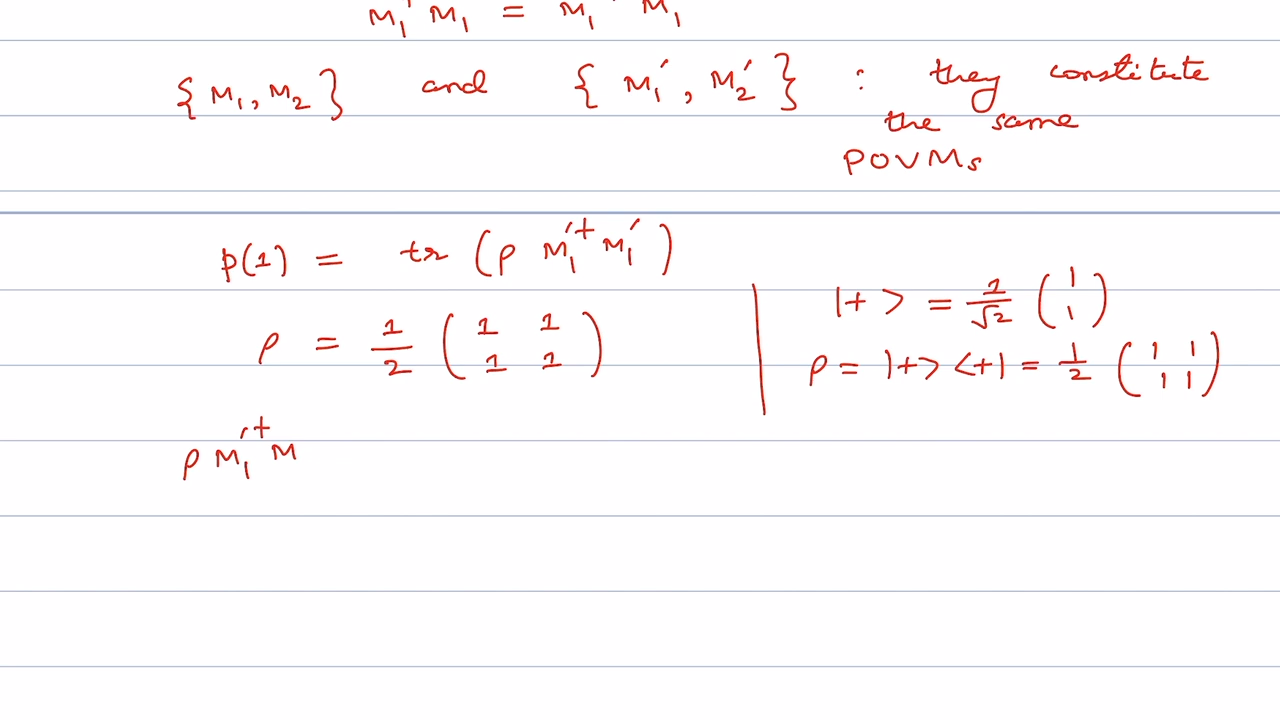 M₁'† M₁' = M₁† M₁
{ M₁, M₂ } and { M₁', M₂' } : they constitute
the same
POVMs
p(1) = tr ( ρ M₁'† M₁' )
|+> = 1/√2 ( 1 1 )
ρ = 1/2 ( 1 1 1 1 )
ρ = |+> <+| = 1/2 ( 1 1 1 1 )
ρ M₁'† M